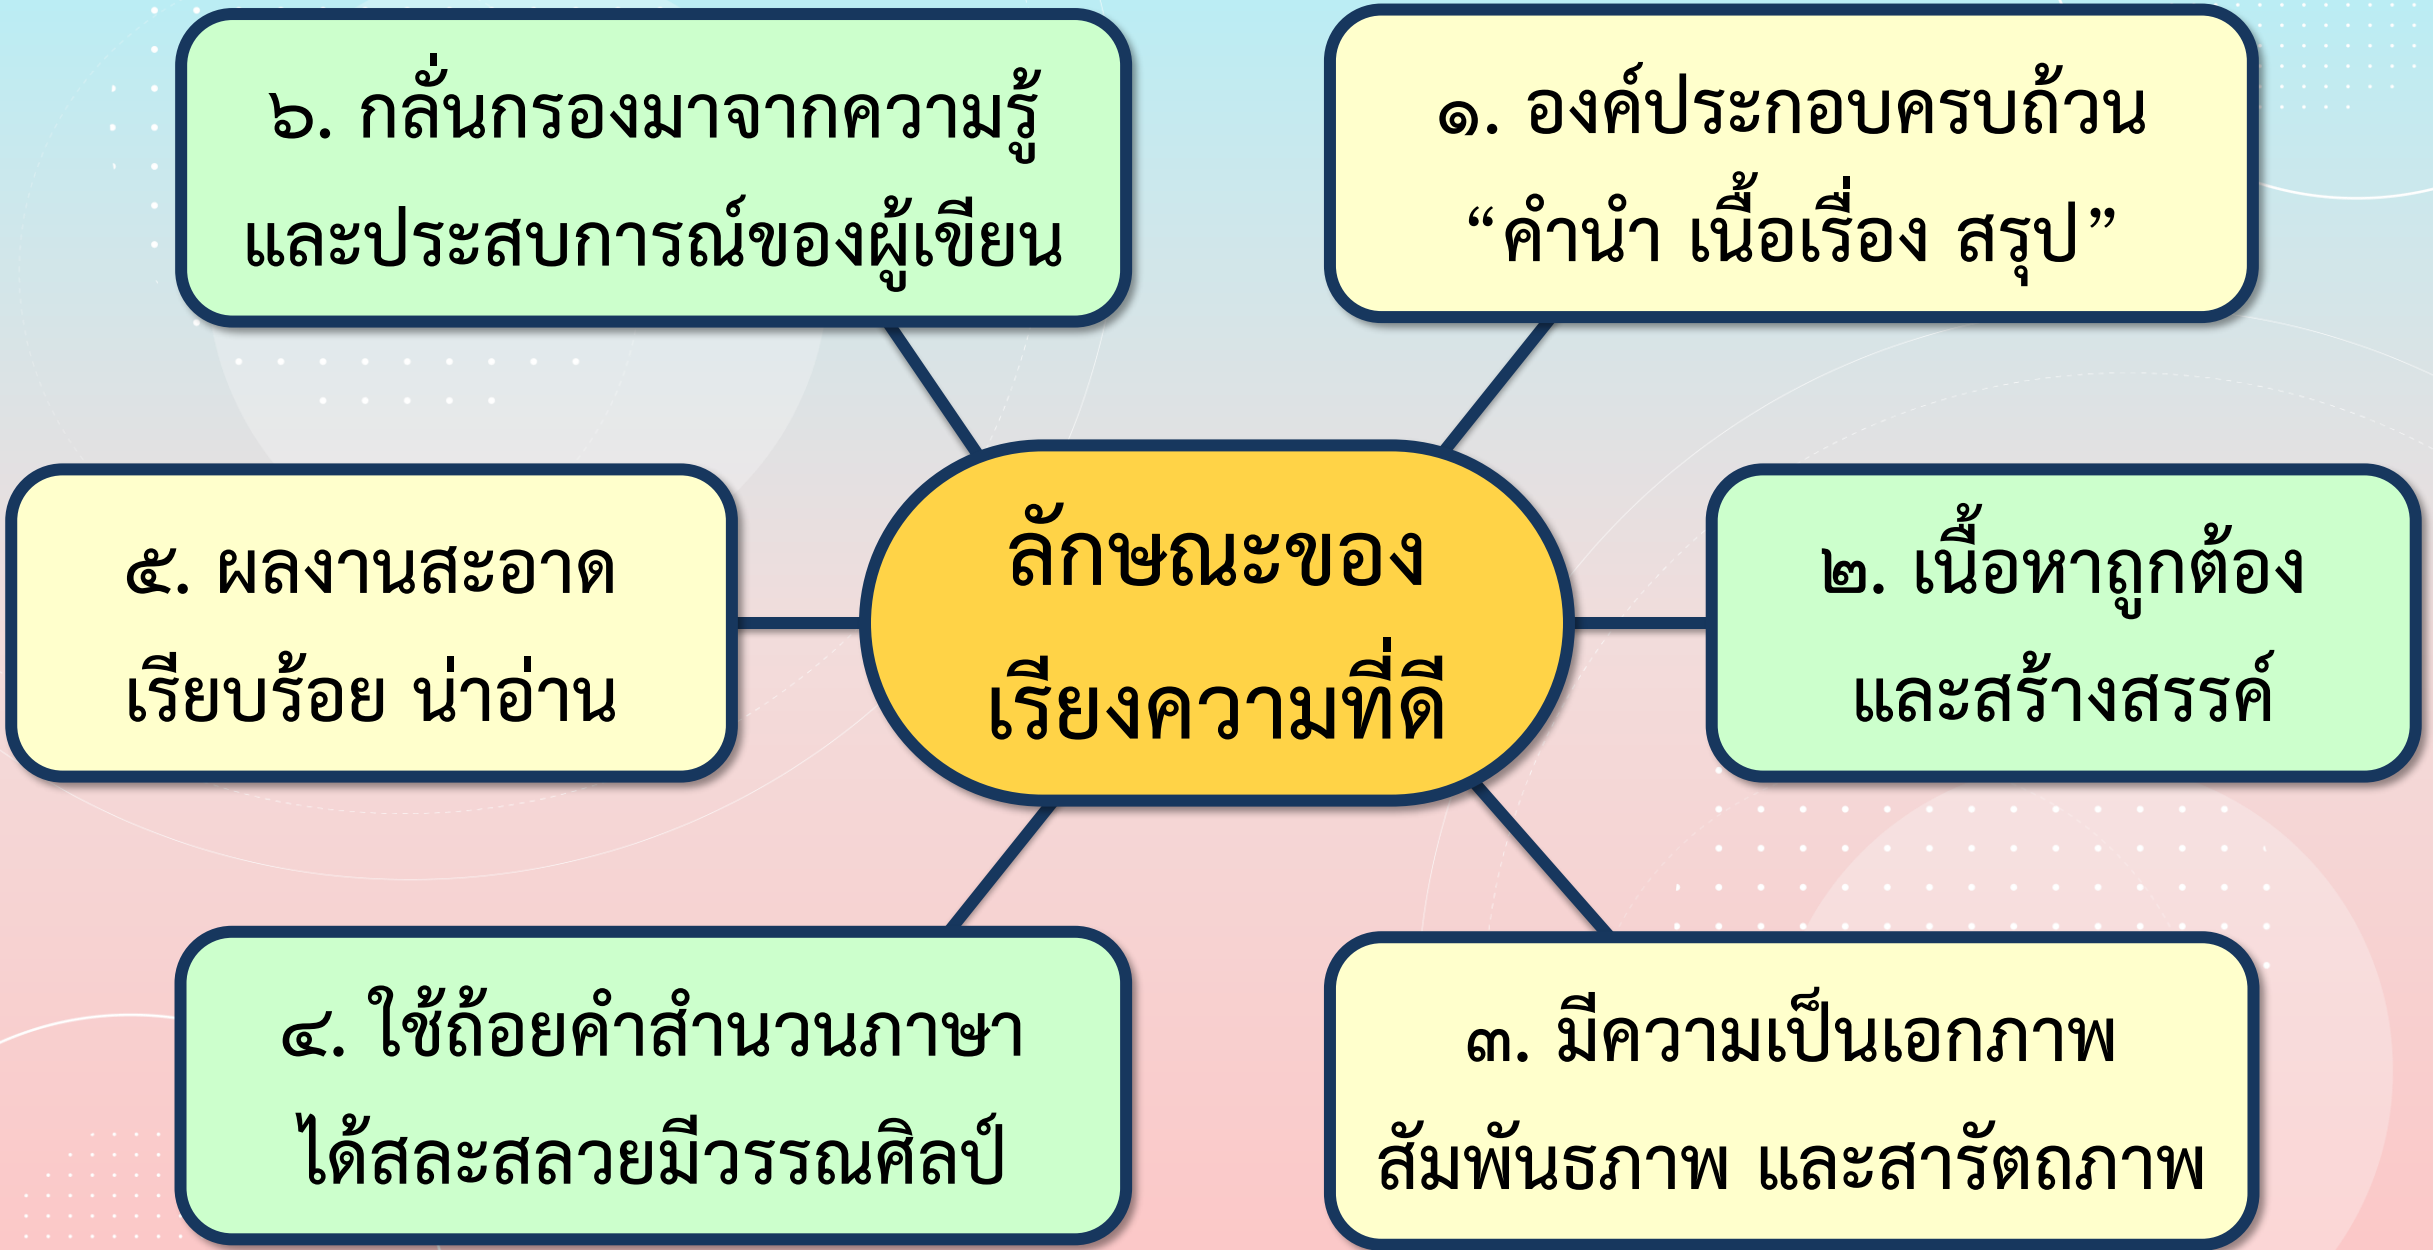 ลักษณะของ
เรียงความที่ดี
๑. องค์ประกอบครบถ้วน
“คำนำ เนื้อเรื่อง สรุป”
๒. เนื้อหาถูกต้อง
และสร้างสรรค์
๓. มีความเป็นเอกภาพ
สัมพันธภาพ และสารัตถภาพ
๔. ใช้ถ้อยคำสำนวนภาษา
ได้สละสลวยมีวรรณศิลป์
๕. ผลงานสะอาด
เรียบร้อย น่าอ่าน
๖. กลั่นกรองมาจากความรู้
และประสบการณ์ของผู้เขียน